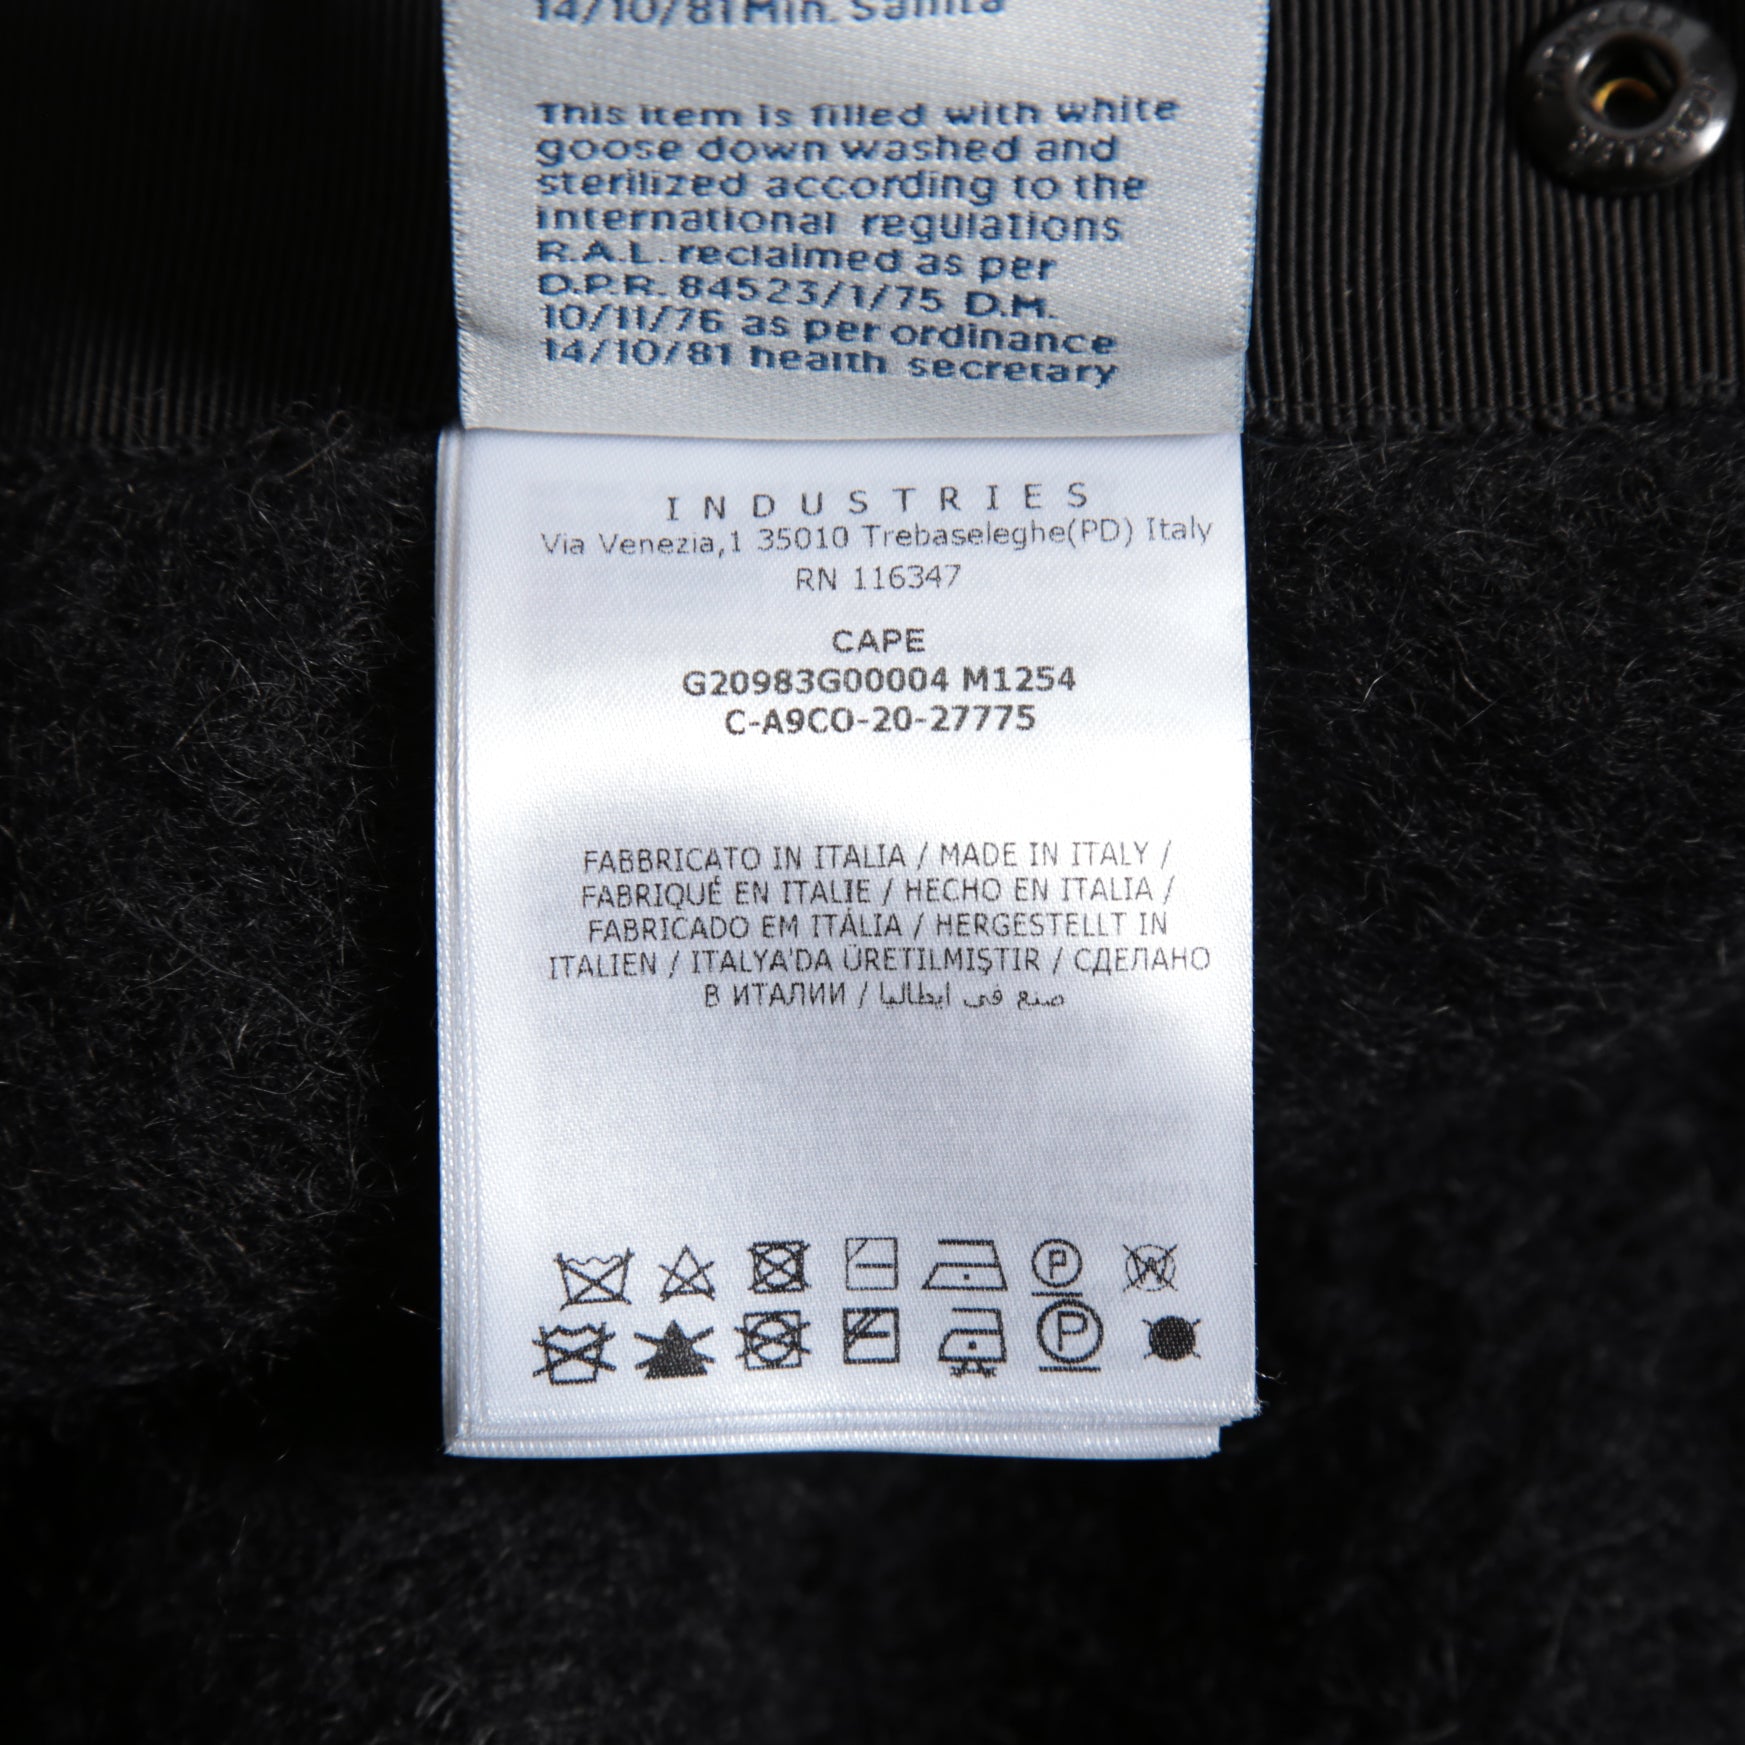 14/10/81 Min. Sanità
This item is filled with white
goose down washed and
sterilized according to the
international regulations
R.A.L. reclaimed as per
D.P.R. 84523/1/75 D.M.
10/11/76 as per ordinance
14/10/81 health secretary
INDUSTRIES
Via Venezia,1 35010 Trebaseleghe(PD) Italy
RN 116347
CAPE
G20983G00004 M1254
C-A9CO-20-27775
FABBRICATO IN ITALIA / MADE IN ITALY /
FABRIQUÉ EN ITALIE / HECHO EN ITALIA /
FABRICADO EM ITÁLIA / HERGESTELLT IN
ITALIEN / ITALYA'DA ÜRETILMIŞTIR / СДЕЛАНО
В ИТАЛИИ / صنع في ايطاليا
P W
P